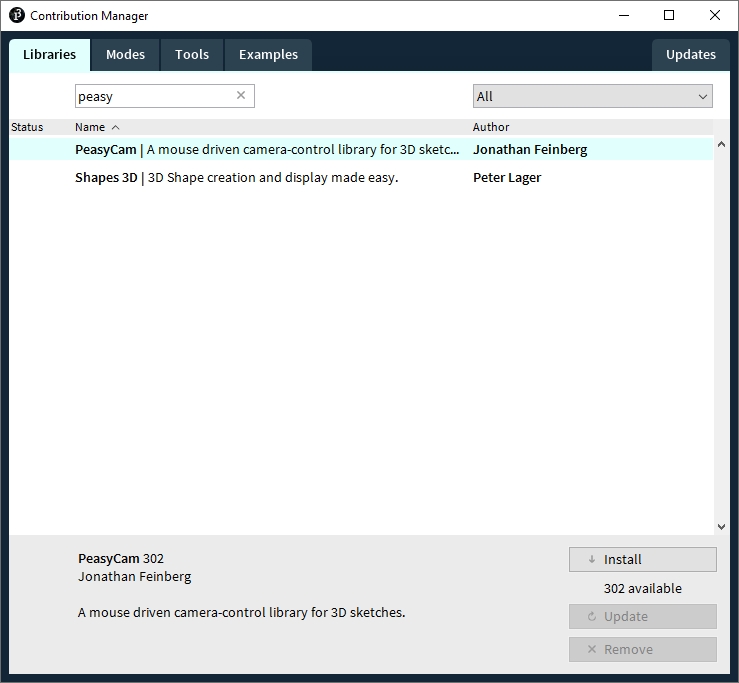 Contribution Manager
Libraries Modes Tools Examples Updates
peasy All
Status Name Author
PeasyCam | A mouse driven camera-control library for 3D sketc... Jonathan Feinberg
Shapes 3D | 3D Shape creation and display made easy. Peter Lager
PeasyCam 302
Jonathan Feinberg
A mouse driven camera-control library for 3D sketches.
Install
302 available
Update
Remove